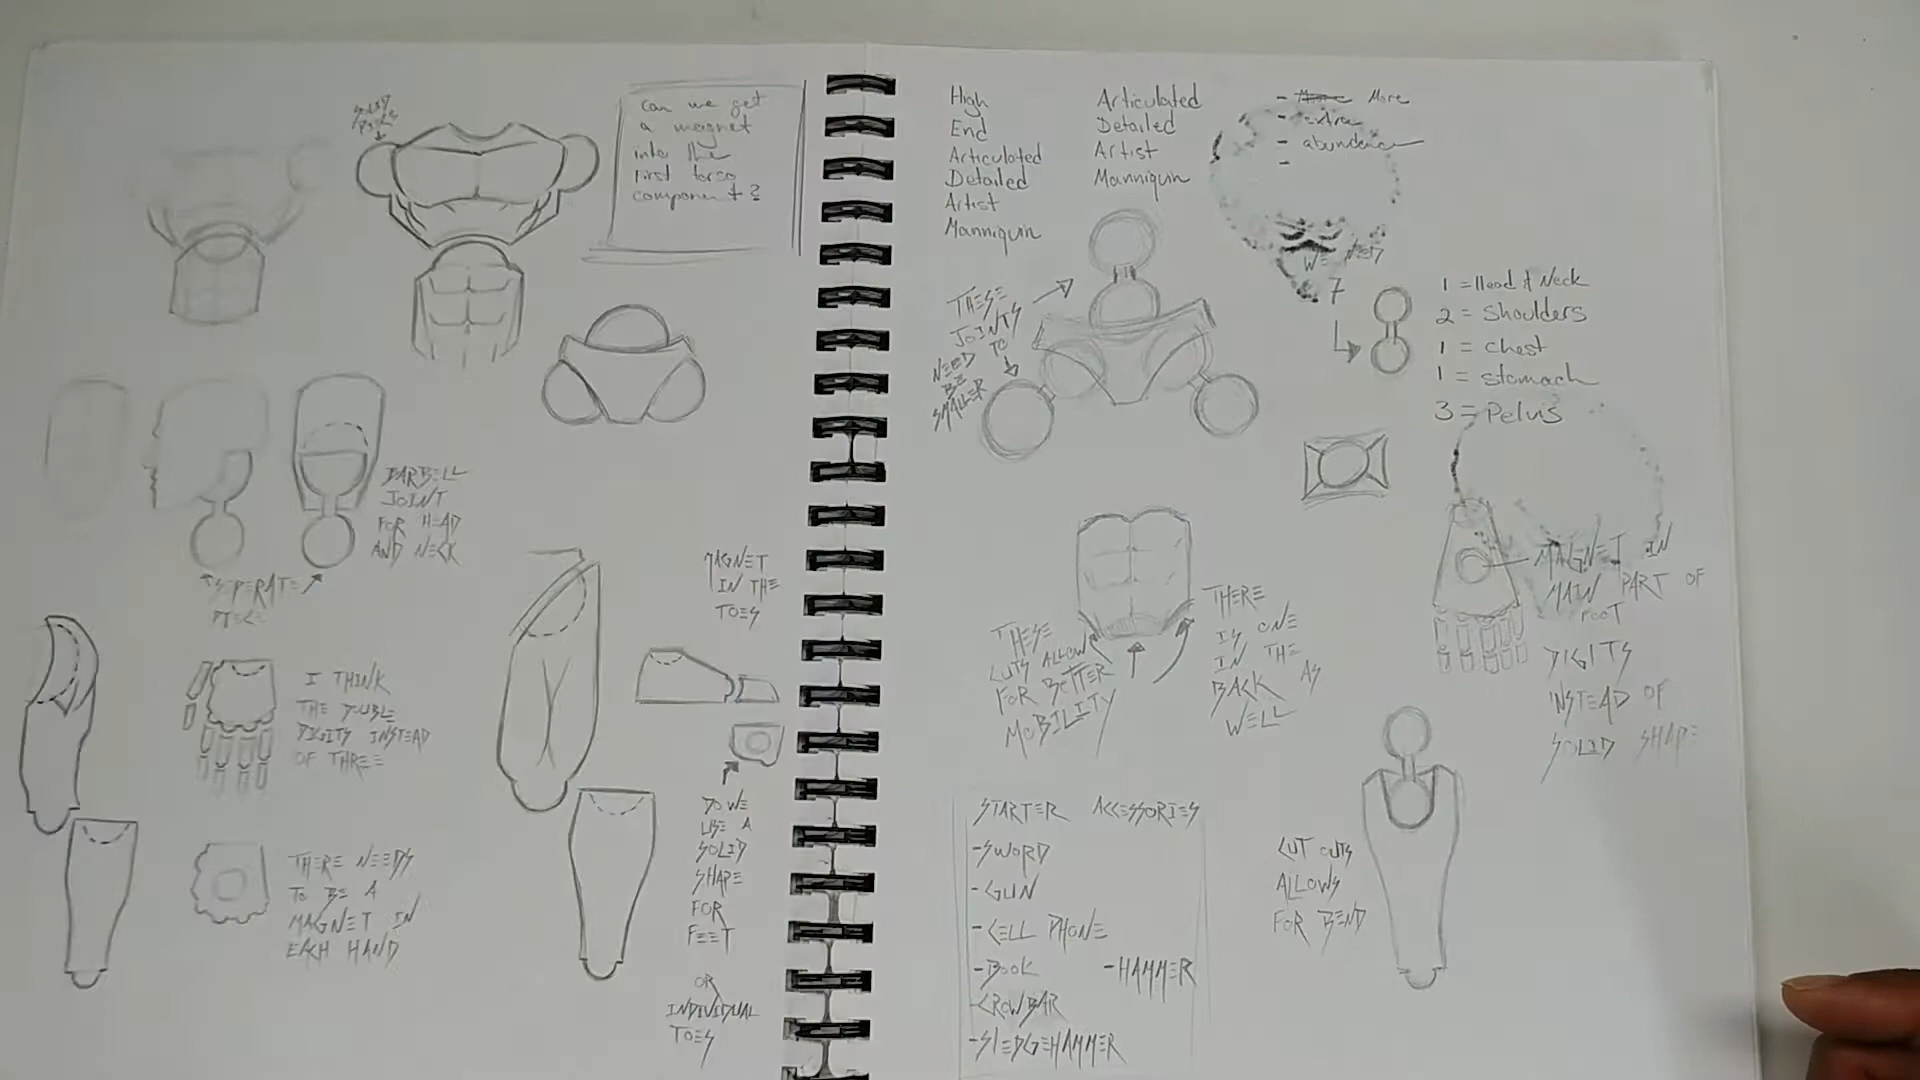 SOLID
can we get
a magnet
into the
first torso
component?
BARBELL
JOINT
FOR HEAD
AND NECK
SEPERATE
PIECE
MAGNET
IN THE
TOES
I THINK
THE DOUBLE
DIGITS INSTEAD
OF THREE
THERE NEEDS
TO BE A
MAGNET IN
EACH HAND
DO WE
USE A
SOLID
SHAPE
FOR
FEET
OR
INDIVIDUAL
TOES
High
End
Articulated
Detailed
Artist
Manniquin
Articulated
Detailed
Artist
Manniquin
- More
- extra
- abundance
-
THESE
JOINTS
NEED TO
BE
SMALLER
WE NEED
7
1 = Head & Neck
2 = Shoulders
1 = chest
1 = stomach
3 = Pelvis
THESE
CUTS ALLOW
FOR BETTER
MOBILITY
THERE
IS ONE
IN THE
BACK AS
WELL
MAGNET IN
MAIN PART OF
FOOT
DIGITS
INSTEAD OF
SOLID SHAPE
STARTER ACCESSORIES
-SWORD
-GUN
-CELL PHONE
-BOOK -HAMMER
-CROWBAR
-SLEDGEHAMMER
CUT OUTS
ALLOWS
FOR BEND